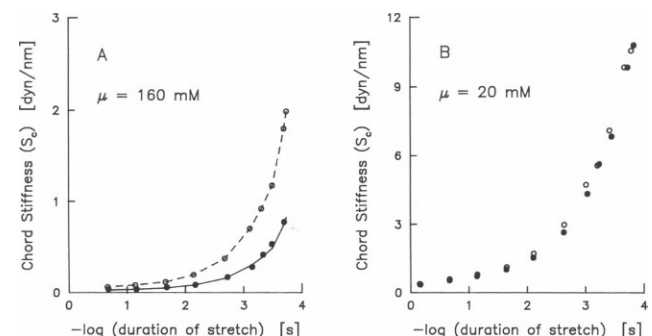 3
2
1
0
Chord Stiffness (S_c) [dyn/nm]
A
μ = 160 mM
0 1 2 3 4
−log (duration of stretch) [s]
12
9
6
3
0
Chord Stiffness (S_c) [dyn/nm]
B
μ = 20 mM
0 1 2 3 4
−log (duration of stretch) [s]